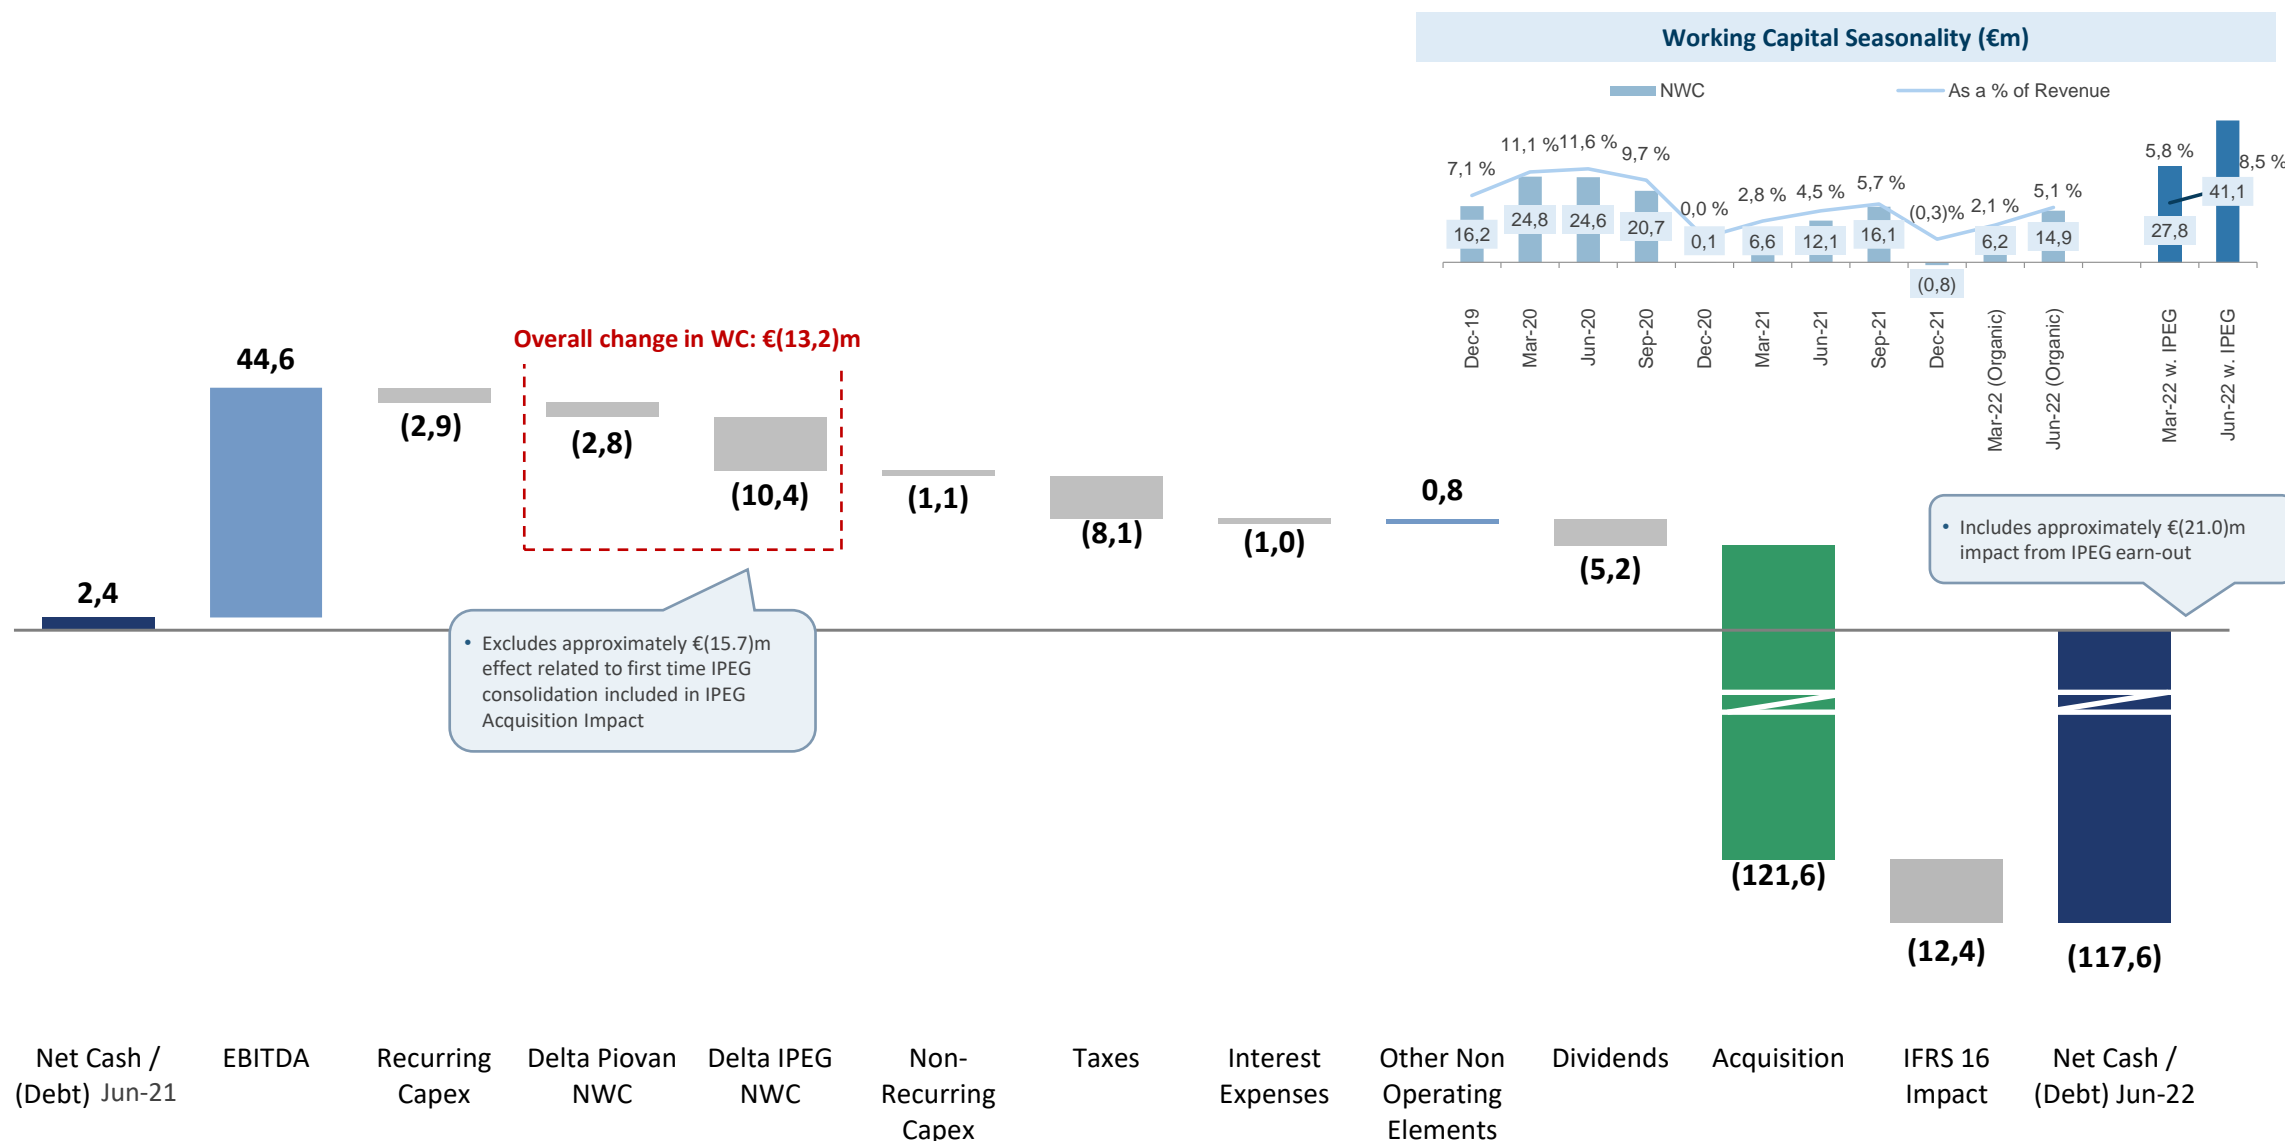 Working Capital Seasonality (€m)
NWC
As a % of Revenue
7,1 %
11,1 %
11,6 %
9,7 %
0,0 %
2,8 %
4,5 %
5,7 %
(0,3)%
2,1 %
5,1 %
5,8 %
8,5 %
16,2
24,8
24,6
20,7
0,1
6,6
12,1
16,1
(0,8)
6,2
14,9
27,8
41,1
Dec-19
Mar-20
Jun-20
Sep-20
Dec-20
Mar-21
Jun-21
Sep-21
Dec-21
Mar-22 (Organic)
Jun-22 (Organic)
Mar-22 w. IPEG
Jun-22 w. IPEG
Overall change in WC: €(13,2)m
2,4
44,6
(2,9)
(2,8)
(10,4)
(1,1)
(8,1)
(1,0)
0,8
(5,2)
(121,6)
(12,4)
(117,6)
• Includes approximately €(21.0)m
impact from IPEG earn-out
• Excludes approximately €(15.7)m
effect related to first time IPEG
consolidation included in IPEG
Acquisition Impact
Net Cash /
(Debt) Jun-21
EBITDA
Recurring
Capex
Delta Piovan
NWC
Delta IPEG
NWC
Non-
Recurring
Capex
Taxes
Interest
Expenses
Other Non
Operating
Elements
Dividends
Acquisition
IFRS 16
Impact
Net Cash /
(Debt) Jun-22